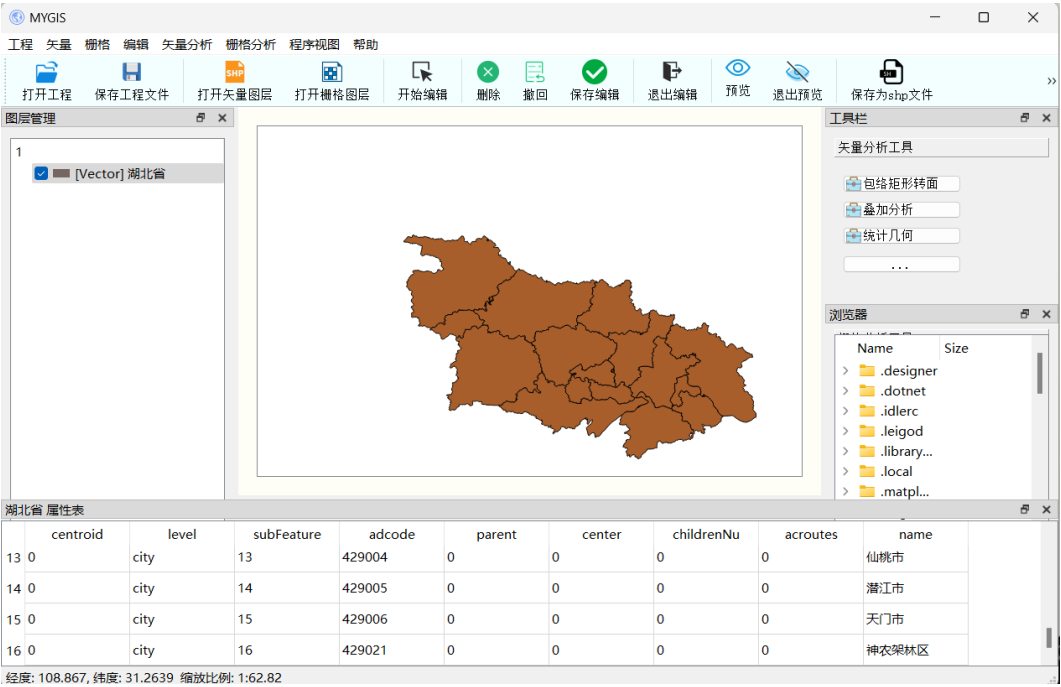 MYGIS
工程 矢量 栅格 编辑 矢量分析 栅格分析 程序视图 帮助
打开工程 保存工程文件 打开矢量图层 打开栅格图层 开始编辑 删除 撤回 保存编辑 退出编辑 预览 退出预览 保存为shp文件 »
图层管理
1
[Vector] 湖北省
工具栏
矢量分析工具
包络矩形转面
叠加分析
统计几何
...
浏览器
Name Size
.designer
.dotnet
.idlerc
.leigod
.library...
.local
.matpl...
湖北省 属性表
centroid level subFeature adcode parent center childrenNu acroutes name
13 0 city 13 429004 0 0 0 0 仙桃市
14 0 city 14 429005 0 0 0 0 潜江市
15 0 city 15 429006 0 0 0 0 天门市
16 0 city 16 429021 0 0 0 0 神农架林区
经度: 108.867, 纬度: 31.2639 缩放比例: 1:62.82